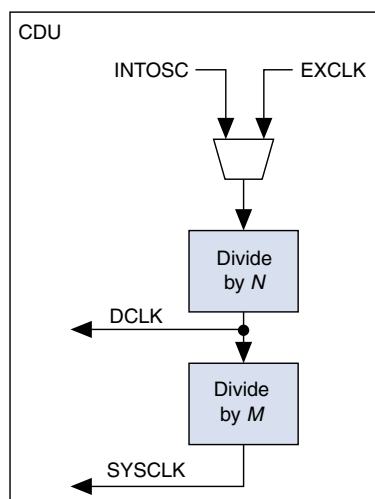 CDU
INTOSC
EXCLK
Divide
by N
DCLK
Divide
by M
SYSCLK